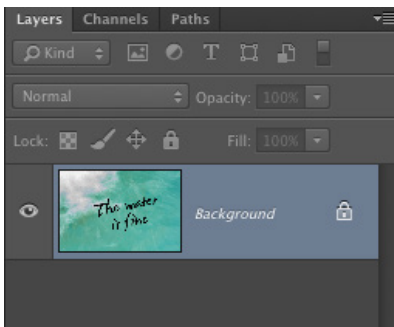 Layers Channels Paths
Kind T
Normal Opacity: 100%
Lock: Fill: 100%
The water
is fine
Background